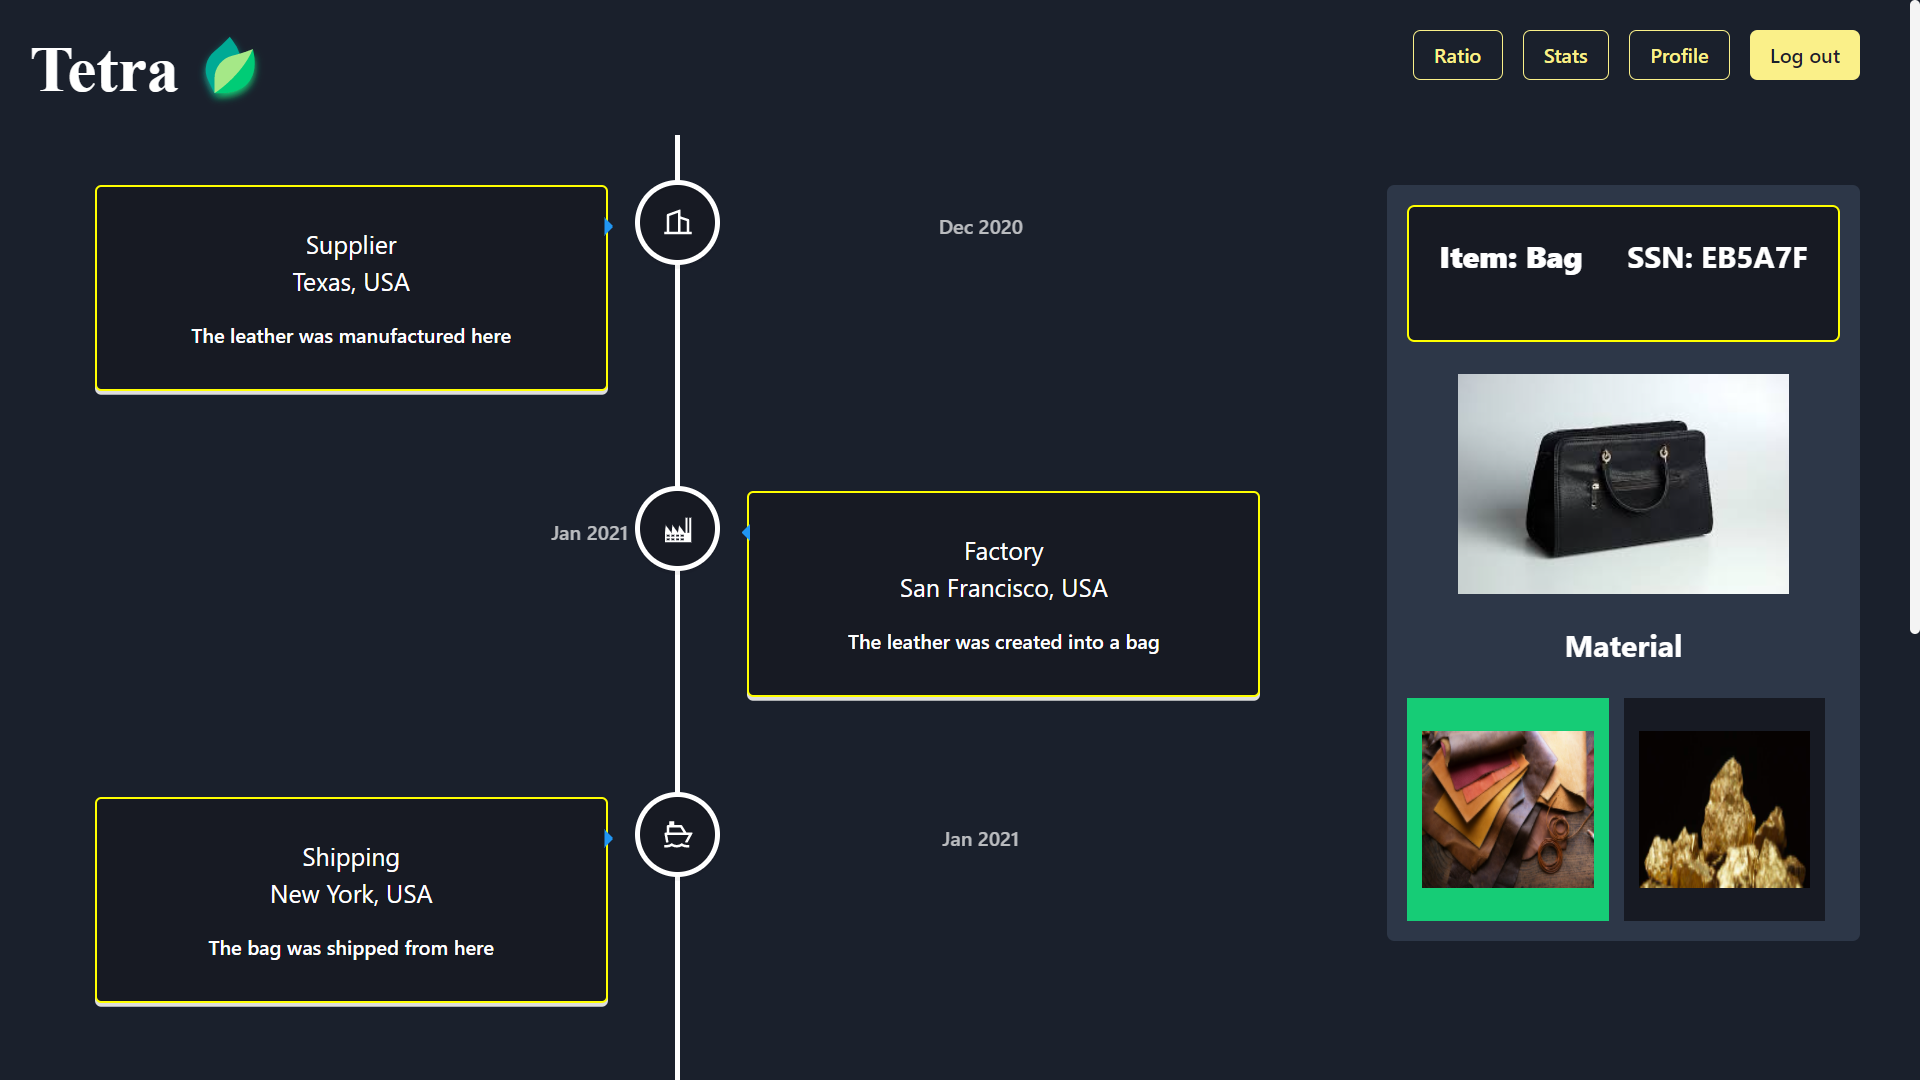 Tetra
Ratio
Stats
Profile
Log out
Supplier
Texas, USA
The leather was manufactured here
Dec 2020
Jan 2021
Factory
San Francisco, USA
The leather was created into a bag
Shipping
New York, USA
The bag was shipped from here
Jan 2021
Item: Bag
SSN: EB5A7F
Material